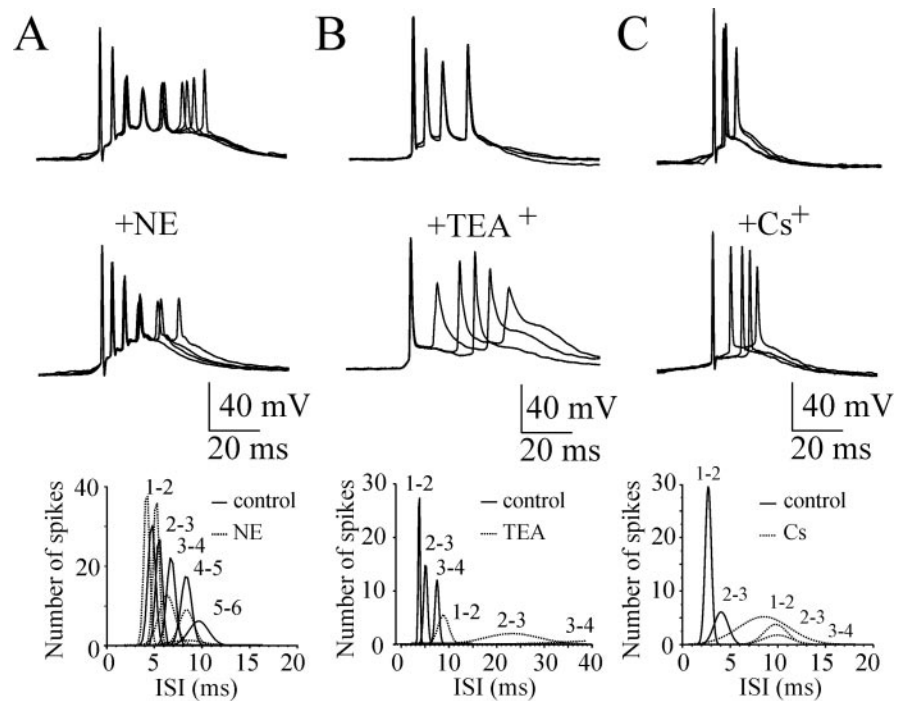 A B C
+NE +TEA + +Cs+
40 mV 40 mV 40 mV
20 ms 20 ms 20 ms
Number of spikes
40
20
0
0 5 10 15 20
ISI (ms)
1-2
2-3
3-4
4-5
5-6
control
NE
Number of spikes
30
20
10
0
0 10 20 30 40
ISI (ms)
1-2
2-3
3-4
1-2
2-3
3-4
control
TEA
Number of spikes
30
20
10
0
0 5 10 15 20
ISI (ms)
1-2
2-3
1-2
2-3
3-4
control
Cs